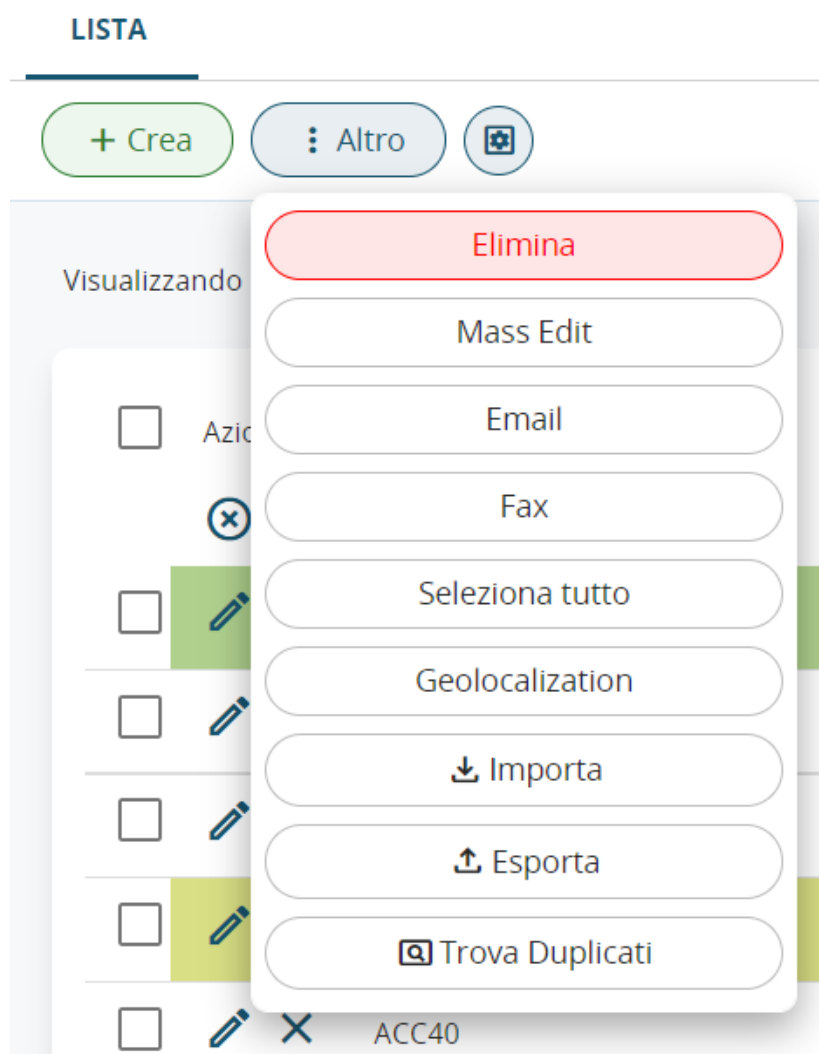 LISTA
+ Crea
Altro
Elimina
Visualizzando
Mass Edit
Email
Fax
Seleziona tutto
Geolocalization
Importa
Esporta
Trova Duplicati
ACC40